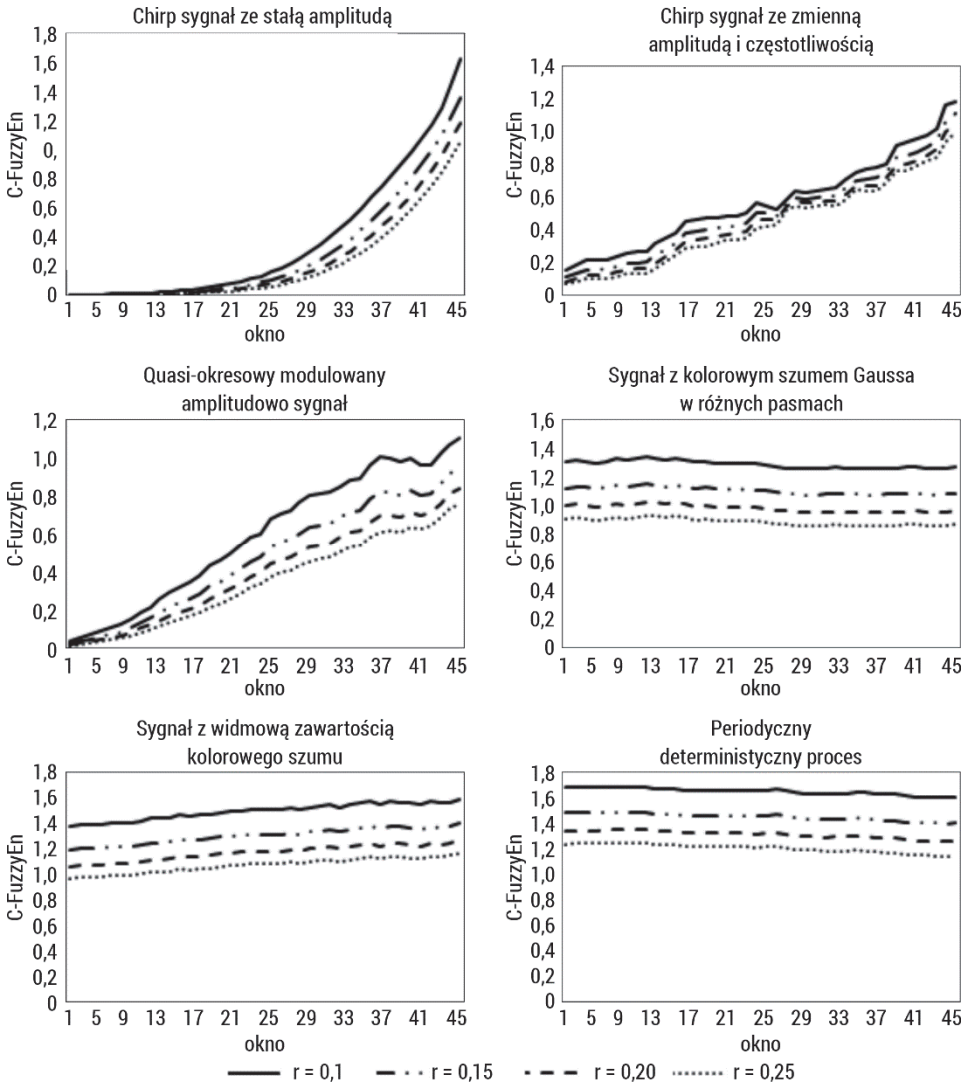 Chirp sygnał ze stałą amplitudą
C-FuzzyEn
1,8
1,6
1,4
1,2
0,
0,8
0,6
0,4
0,2
0
1 5 9 13 17 21 25 29 33 37 41 45
okno
Chirp sygnał ze zmienną
amplitudą i częstotliwością
C-FuzzyEn
1,4
1,2
1,0
0,8
0,6
0,4
0,2
0
1 5 9 13 17 21 25 29 33 37 41 45
okno
Quasi-okresowy modulowany
amplitudowo sygnał
C-FuzzyEn
1,2
1,0
0,8
0,6
0,4
0,2
0
1 5 9 13 17 21 25 29 33 37 41 45
okno
Sygnał z kolorowym szumem Gaussa
w różnych pasmach
C-FuzzyEn
1,6
1,4
1,2
1,0
0,8
0,6
0,4
1,2
0
1 5 9 13 17 21 25 29 33 37 41 45
okno
Sygnał z widmową zawartością
kolorowego szumu
C-FuzzyEn
1,8
1,6
1,4
1,2
1,0
0,8
0,6
0,4
0,2
0
1 5 9 13 17 21 25 29 33 37 41 45
okno
Periodyczny
deterministyczny proces
C-FuzzyEn
1,8
1,6
1,4
1,2
1,0
0,8
0,6
0,4
0,2
0
1 5 9 13 17 21 25 29 33 37 41 45
okno
r = 0,1 r = 0,15 r = 0,20 r = 0,25